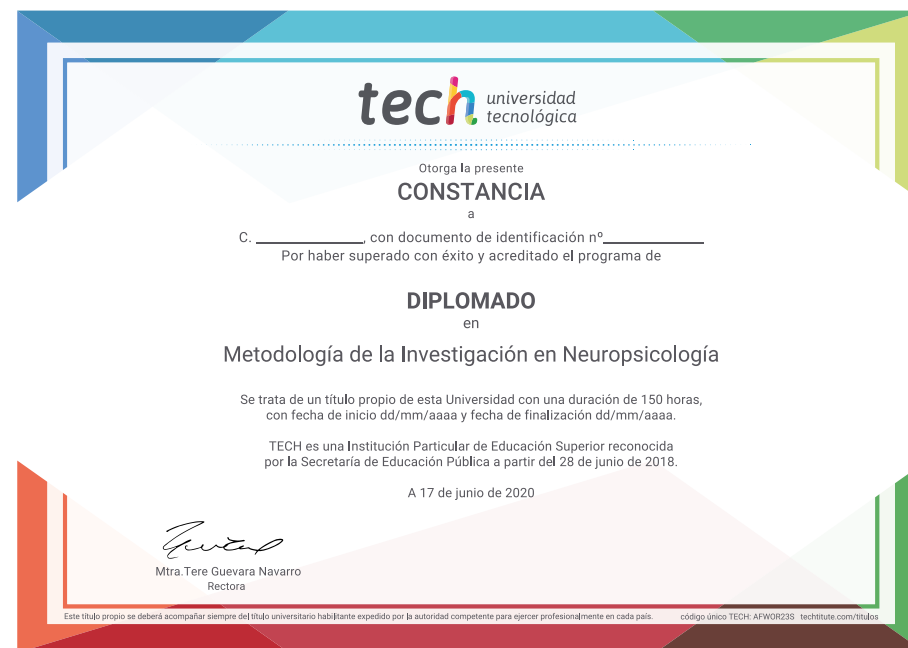 tech universidad
tecnológica
Otorga la presente
CONSTANCIA
a
C. ____________, con documento de identificación nº____________
Por haber superado con éxito y acreditado el programa de
DIPLOMADO
en
Metodología de la Investigación en Neuropsicología
Se trata de un título propio de esta Universidad con una duración de 150 horas,
con fecha de inicio dd/mm/aaaa y fecha de finalización dd/mm/aaaa.
TECH es una Institución Particular de Educación Superior reconocida
por la Secretaría de Educación Pública a partir del 28 de junio de 2018.
A 17 de junio de 2020
Mtra.Tere Guevara Navarro
Rectora
Este título propio se deberá acompañar siempre del título universitario habilitante expedido por la autoridad competente para ejercer profesionalmente en cada país. código único TECH: AFWOR23S techtitute.com/titulos